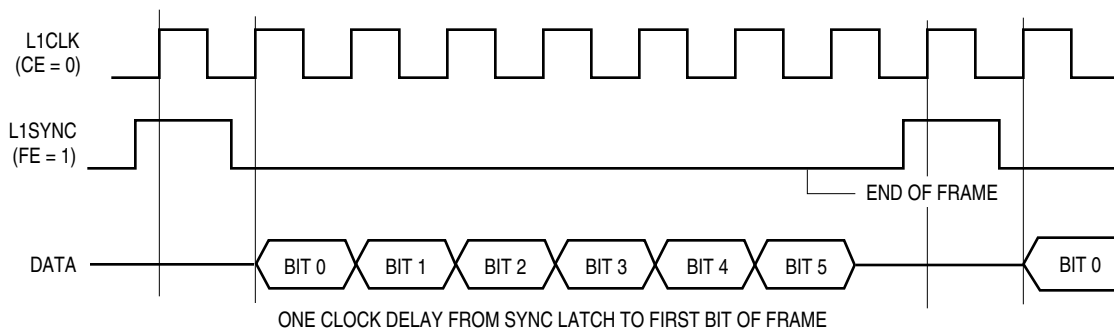 L1CLK
(CE = 0)
L1SYNC
(FE = 1)
END OF FRAME
DATA
BIT 0
BIT 1
BIT 2
BIT 3
BIT 4
BIT 5
BIT 0
ONE CLOCK DELAY FROM SYNC LATCH TO FIRST BIT OF FRAME